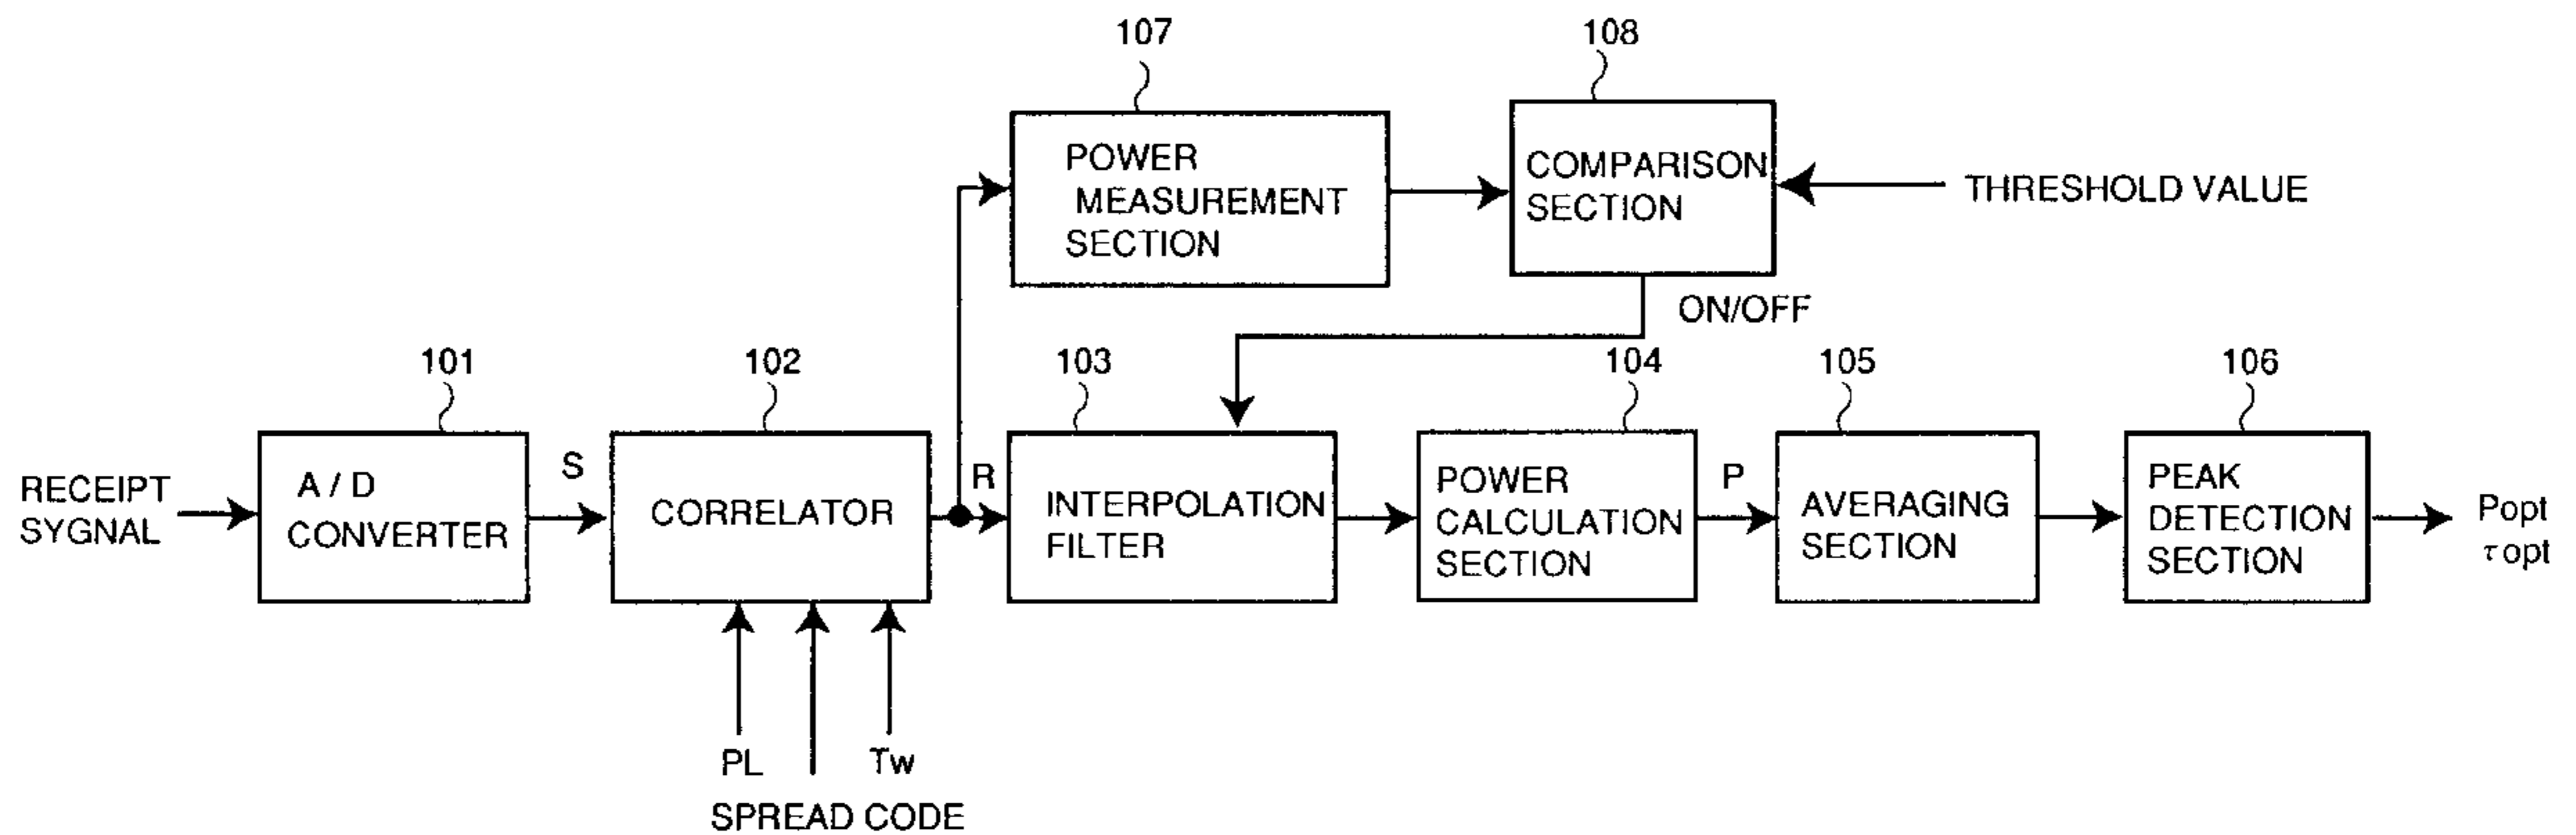 107
108
POWER
MEASUREMENT
SECTION
COMPARISON
SECTION
THRESHOLD VALUE
ON/OFF
101
102
103
104
105
106
RECEIPT
SYGNAL
A / D
CONVERTER
S
CORRELATOR
R
INTERPOLATION
FILTER
POWER
CALCULATION
SECTION
P
AVERAGING
SECTION
PEAK
DETECTION
SECTION
Popt
τopt
PL
Tw
SPREAD CODE